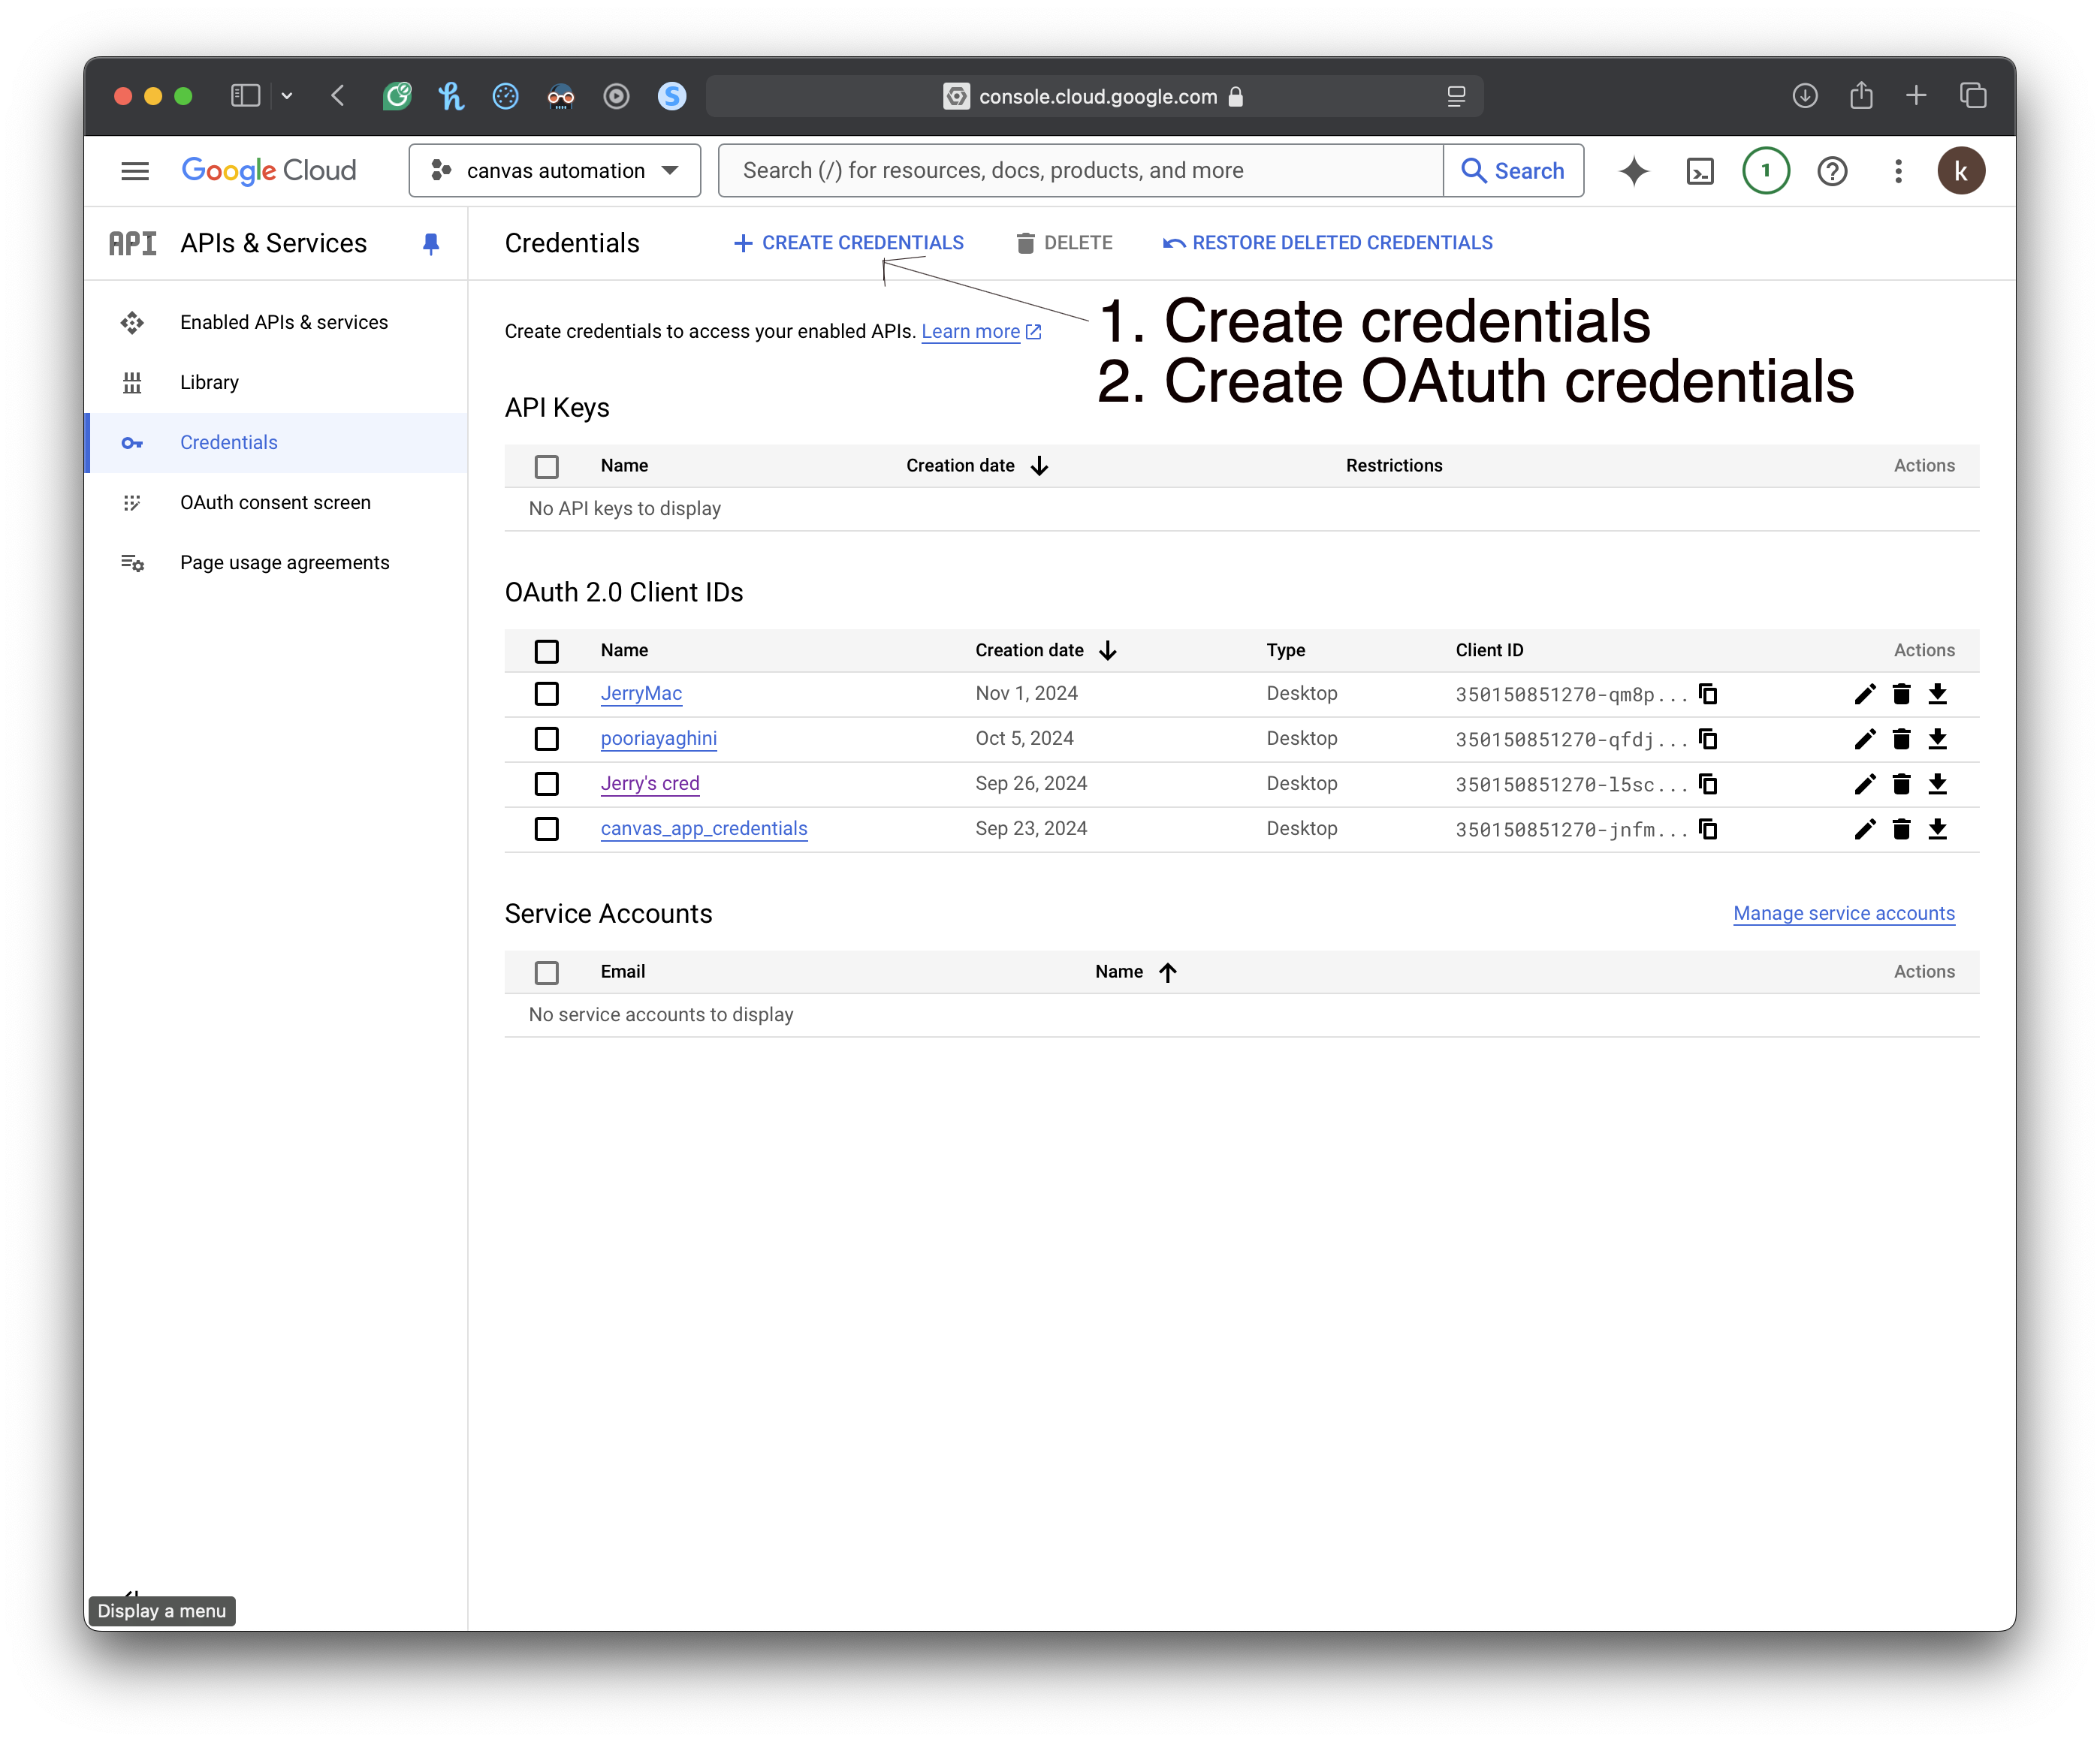 console.cloud.google.com
Google Cloud
canvas automation
Search (/) for resources, docs, products, and more
Search
1
k
API
APIs & Services
Credentials
CREATE CREDENTIALS
DELETE
RESTORE DELETED CREDENTIALS
Enabled APIs & services
Library
Credentials
OAuth consent screen
Page usage agreements
Create credentials to access your enabled APIs. Learn more
1. Create credentials
2. Create OAtuth credentials
API Keys
Name Creation date Restrictions Actions
No API keys to display
OAuth 2.0 Client IDs
Name Creation date Type Client ID Actions
JerryMac Nov 1, 2024 Desktop 350150851270-qm8p...
pooriayaghini Oct 5, 2024 Desktop 350150851270-qfdj...
Jerry's cred Sep 26, 2024 Desktop 350150851270-l5sc...
canvas_app_credentials Sep 23, 2024 Desktop 350150851270-jnfm...
Service Accounts Manage service accounts
Email Name Actions
No service accounts to display
Display a menu